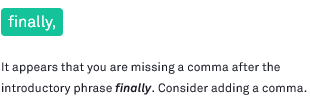 finally,
It appears that you are missing a comma after the
introductory phrase finally. Consider adding a comma.